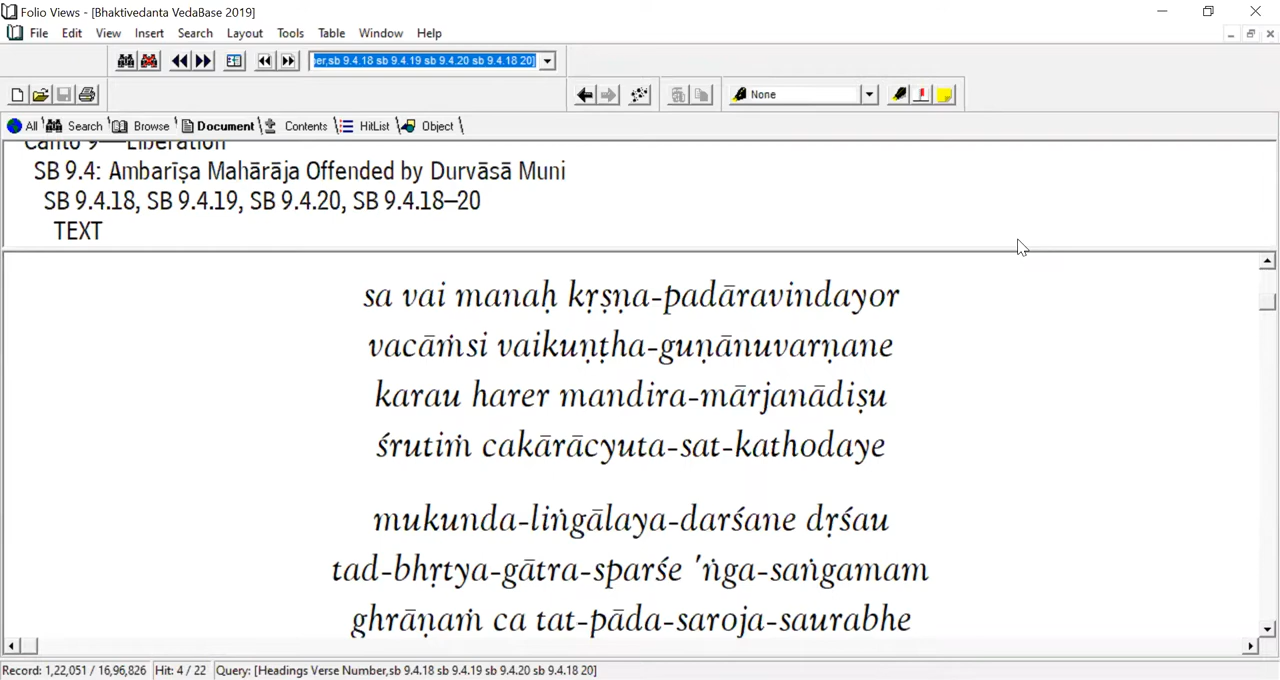 Folio Views - [Bhaktivedanta VedaBase 2019]
File Edit View Insert Search Layout Tools Table Window Help
er,sb 9.4.18 sb 9.4.19 sb 9.4.20 sb 9.4.18 20]
None
All Search Browse Document Contents HitList Object
Canto 9—Liberation
SB 9.4: Ambarīṣa Mahārāja Offended by Durvāsā Muni
SB 9.4.18, SB 9.4.19, SB 9.4.20, SB 9.4.18–20
TEXT
sa vai manaḥ kṛṣṇa-padāravindayor
vacāṁsi vaikuṇṭha-guṇānuvarṇane
karau harer mandira-mārjanādiṣu
śrutiṁ cakārācyuta-sat-kathodaye
mukunda-liṅgālaya-darśane dṛśau
tad-bhṛtya-gātra-sparśe 'ṅga-saṅgamam
ghrāṇaṁ ca tat-pāda-saroja-saurabhe
Record: 1,22,051 / 16,96,826 Hit: 4 / 22 Query: [Headings Verse Number,sb 9.4.18 sb 9.4.19 sb 9.4.20 sb 9.4.18 20]